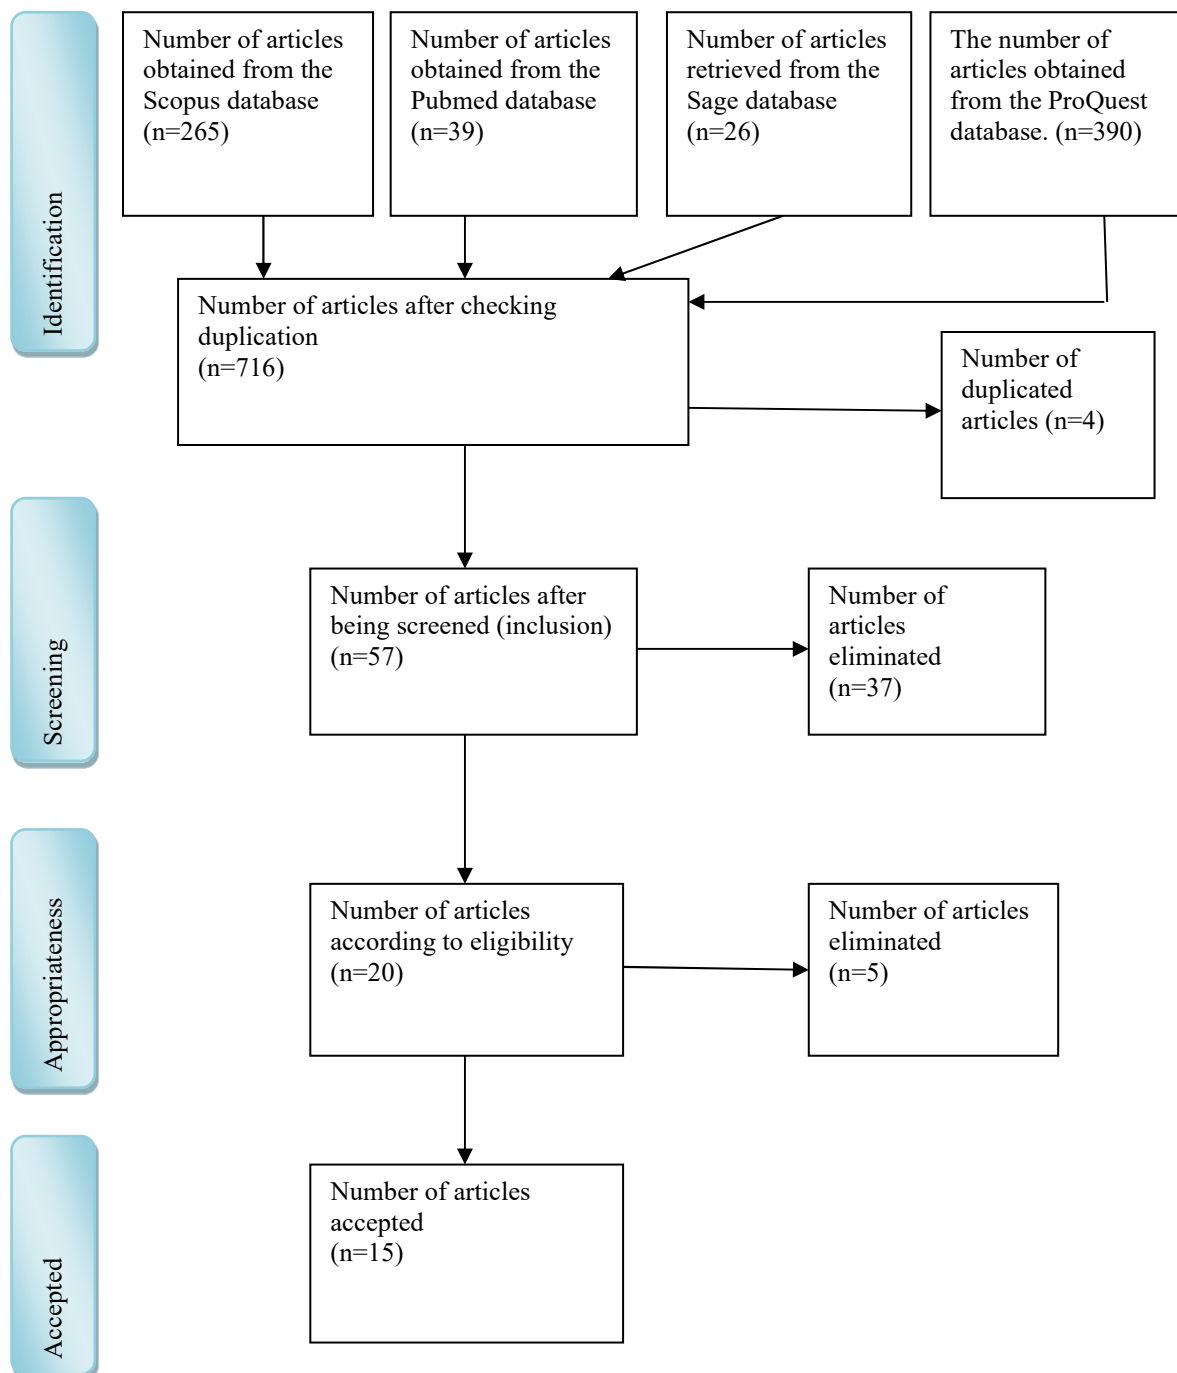 Identification
Number of articles
obtained from the
Scopus database
(n=265)
Number of articles
obtained from the
Pubmed database
(n=39)
Number of articles
retrieved from the
Sage database
(n=26)
The number of
articles obtained
from the ProQuest
database. (n=390)
Number of articles after checking
duplication
(n=716)
Number of
duplicated
articles (n=4)
Screening
Number of articles after
being screened (inclusion)
(n=57)
Number of
articles
eliminated
(n=37)
Appropriateness
Number of articles
according to eligibility
(n=20)
Number of articles
eliminated
(n=5)
Accepted
Number of articles
accepted
(n=15)